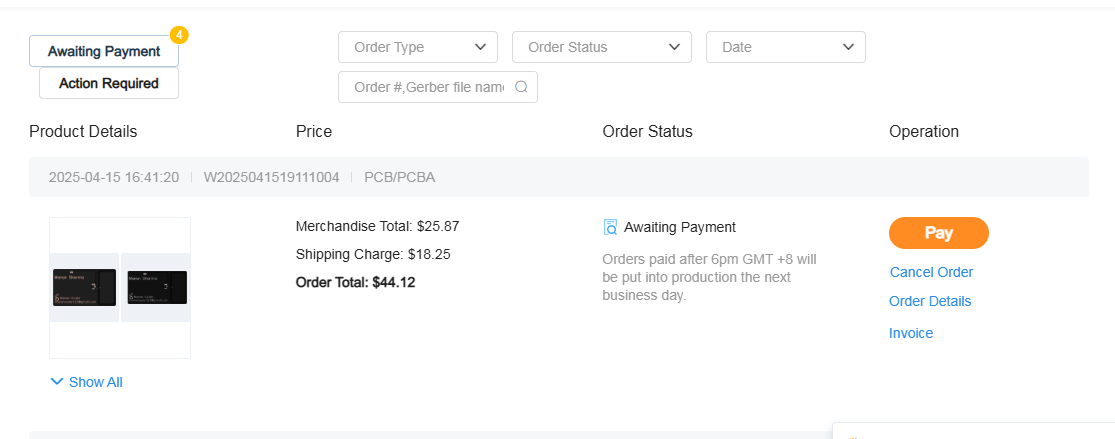 Awaiting Payment
4
Action Required
Order Type
Order Status
Date
Order #,Gerber file nam
Product Details
Price
Order Status
Operation
2025-04-15 16:41:20
W2025041519111004
PCB/PCBA
Merchandise Total: $25.87
Shipping Charge: $18.25
Order Total: $44.12
Awaiting Payment
Orders paid after 6pm GMT +8 will
be put into production the next
business day.
Pay
Cancel Order
Order Details
Invoice
Show All